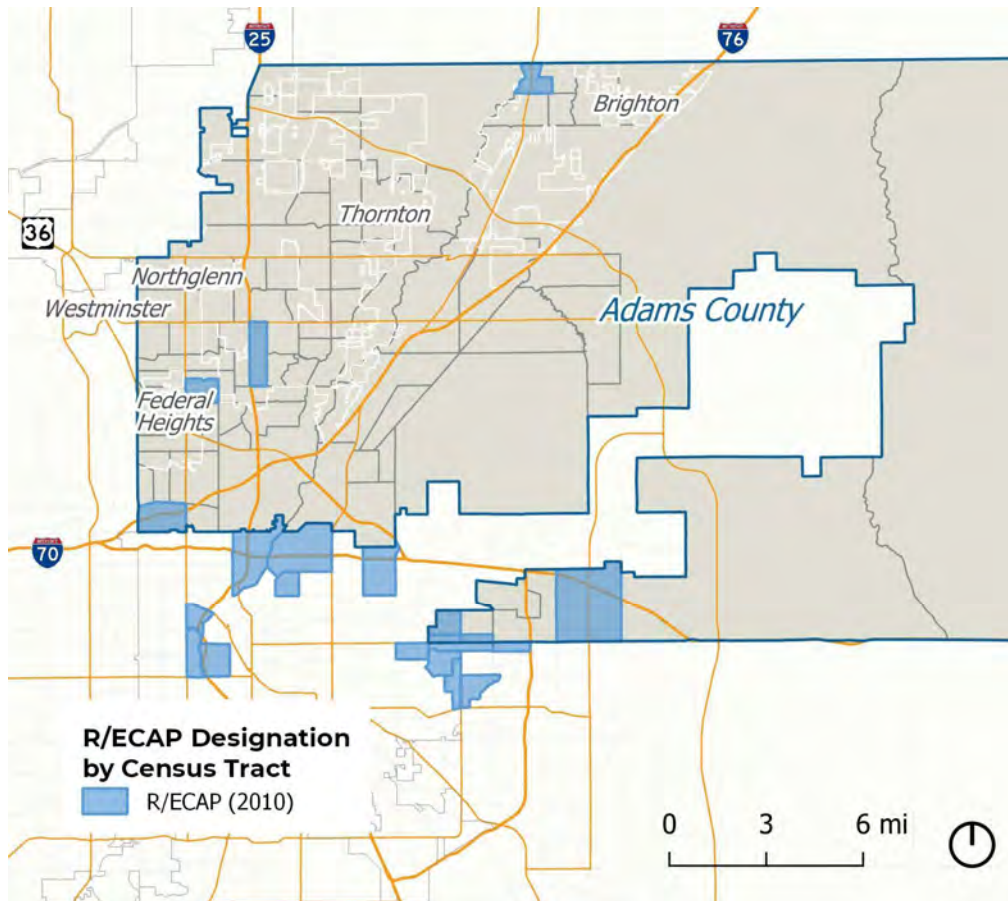 25
76
Brighton
Thornton
36
Northglenn
Westminster
Adams County
Federal
Heights
70
R/ECAP Designation
by Census Tract
R/ECAP (2010)
0 3 6 mi